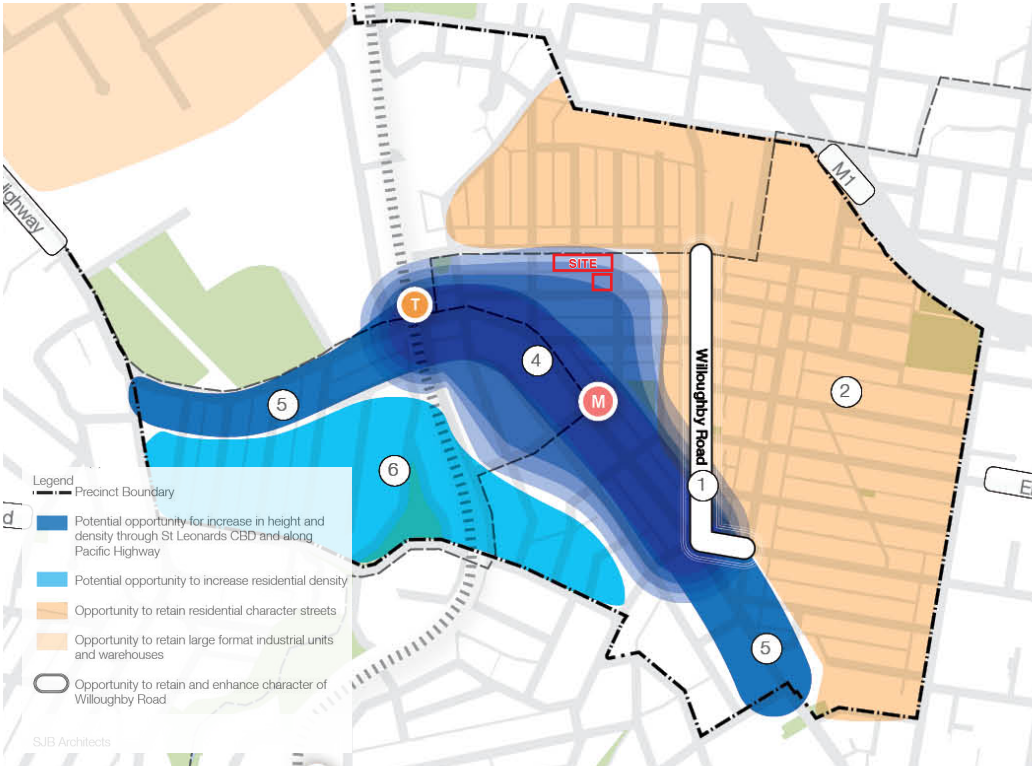 M1
Highway
SITE
T
4
Willoughby Road
2
5
M
6
1
E
d
5
Legend
Precinct Boundary
Potential opportunity for increase in height and
density through St Leonards CBD and along
Pacific Highway
Potential opportunity to increase residential density
Opportunity to retain residential character streets
Opportunity to retain large format industrial units
and warehouses
Opportunity to retain and enhance character of
Willoughby Road
SJB Architects